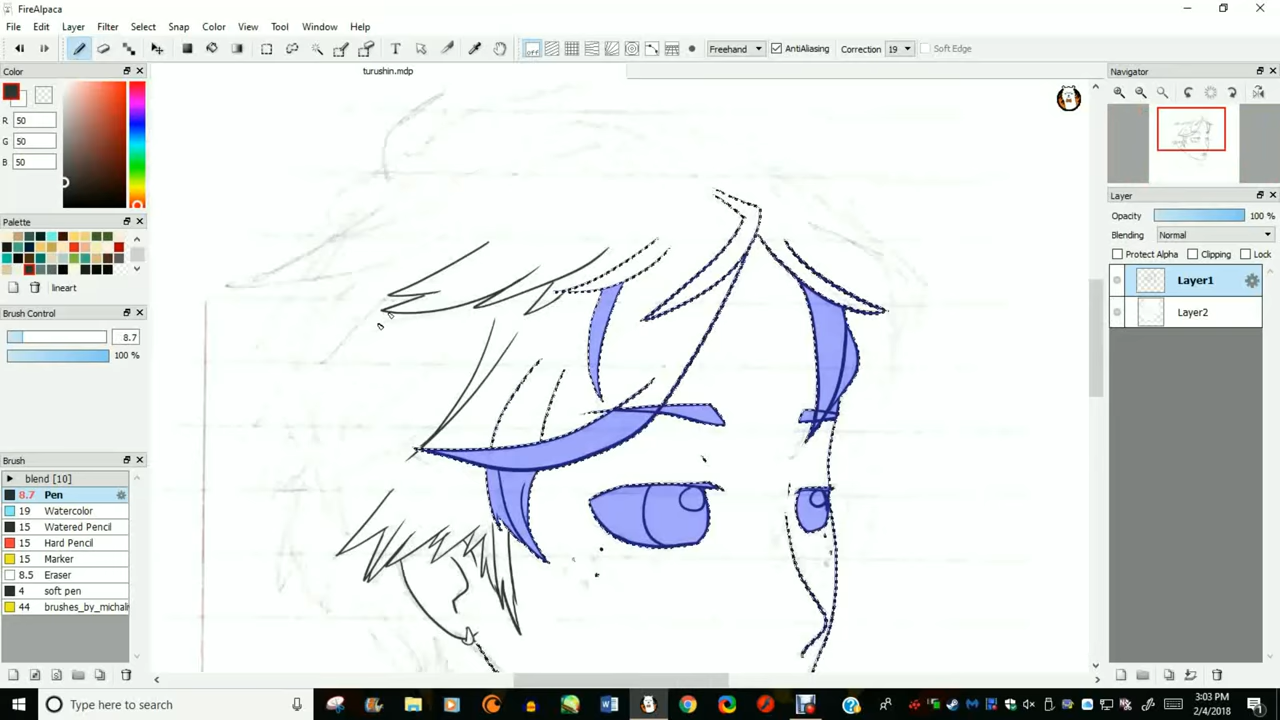 FireAlpaca
File Edit Layer Filter Select Snap Color View Tool Window Help
off Freehand AntiAliasing Correction 19 Soft Edge
Color
turushin.mdp
Navigator
R 50
G 50
B 50
Layer
Opacity 100 %
Palette
Blending Normal
Protect Alpha Clipping Lock
Layer1
lineart
Layer2
Brush Control
8.7
100 %
Brush
blend [10]
8.7 Pen
19 Watercolor
15 Watered Pencil
15 Hard Pencil
15 Marker
8.5 Eraser
4 soft pen
44 brushes_by_michali
Type here to search
3:03 PM
2/4/2018